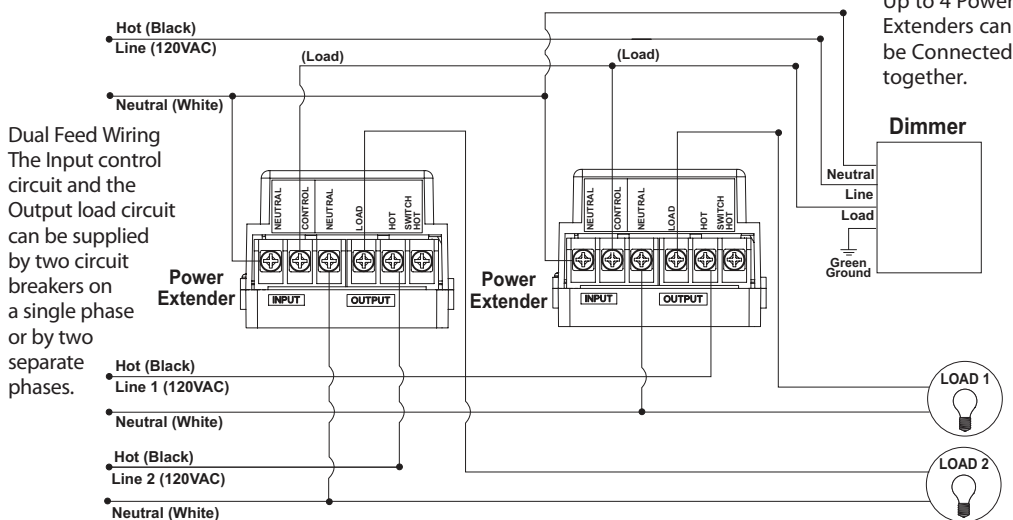 Up to 4 Power
Extenders can
be Connected
together.
Hot (Black)
Line (120VAC)
(Load)
(Load)
Neutral (White)
Dual Feed Wiring
The Input control
circuit and the
Output load circuit
can be supplied
by two circuit
breakers on
a single phase
or by two
separate
phases.
Dimmer
Neutral
Line
Load
Green
Ground
NEUTRAL
CONTROL
NEUTRAL
LOAD
HOT
SWITCH
HOT
Power
Extender
INPUT
OUTPUT
NEUTRAL
CONTROL
NEUTRAL
LOAD
HOT
SWITCH
HOT
Power
Extender
INPUT
OUTPUT
Hot (Black)
Line 1 (120VAC)
Neutral (White)
LOAD 1
Hot (Black)
Line 2 (120VAC)
Neutral (White)
LOAD 2